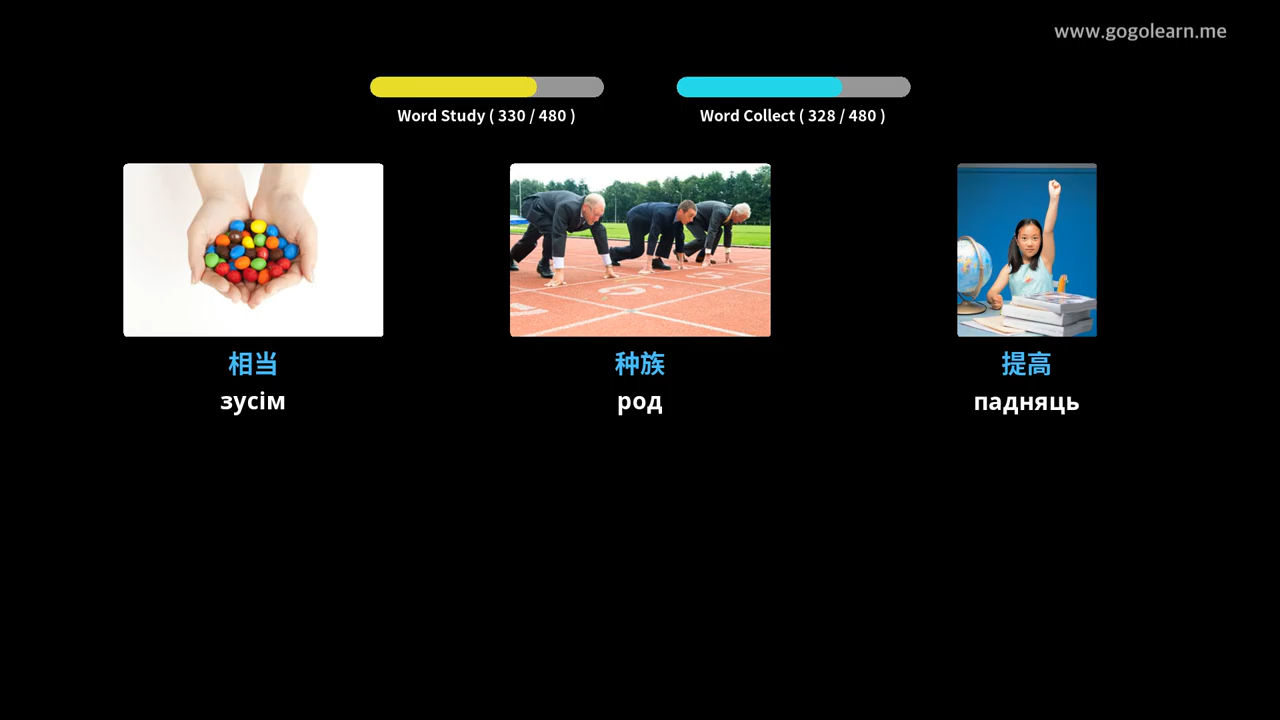 www.gogolearn.me
Word Study ( 330 / 480 )
Word Collect ( 328 / 480 )
相当
зусім
种族
род
提高
падняць